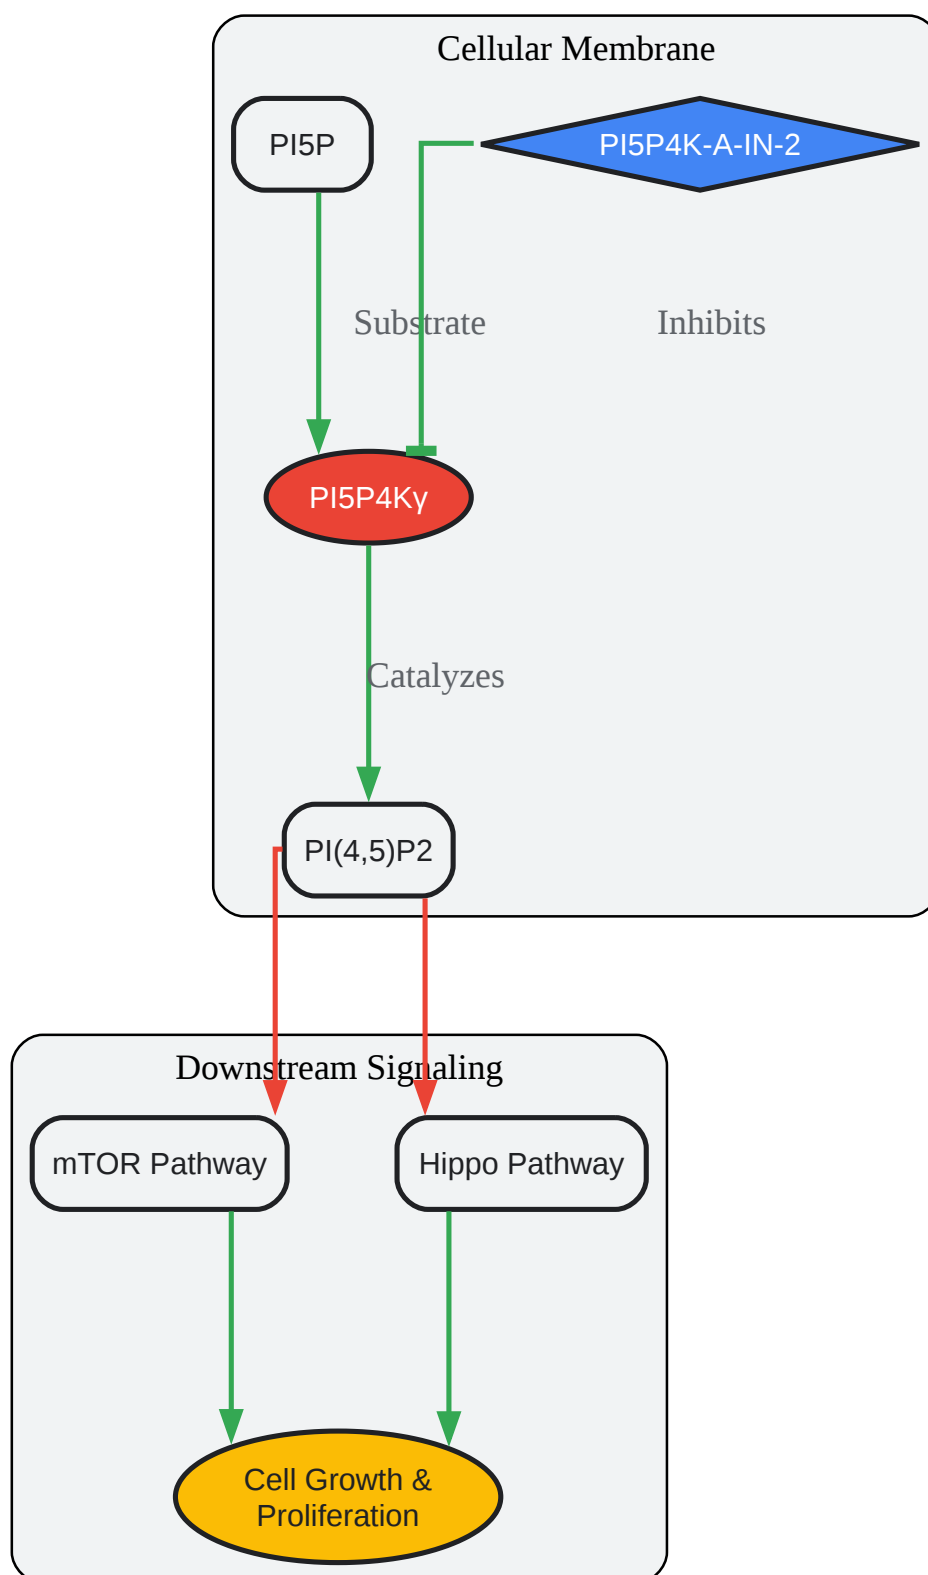 Cellular Membrane
PI5P
PI5P4K-A-IN-2
Substrate
Inhibits
PI5P4Kγ
Catalyzes
PI(4,5)P2
Downstream Signaling
mTOR Pathway
Hippo Pathway
Cell Growth &
Proliferation